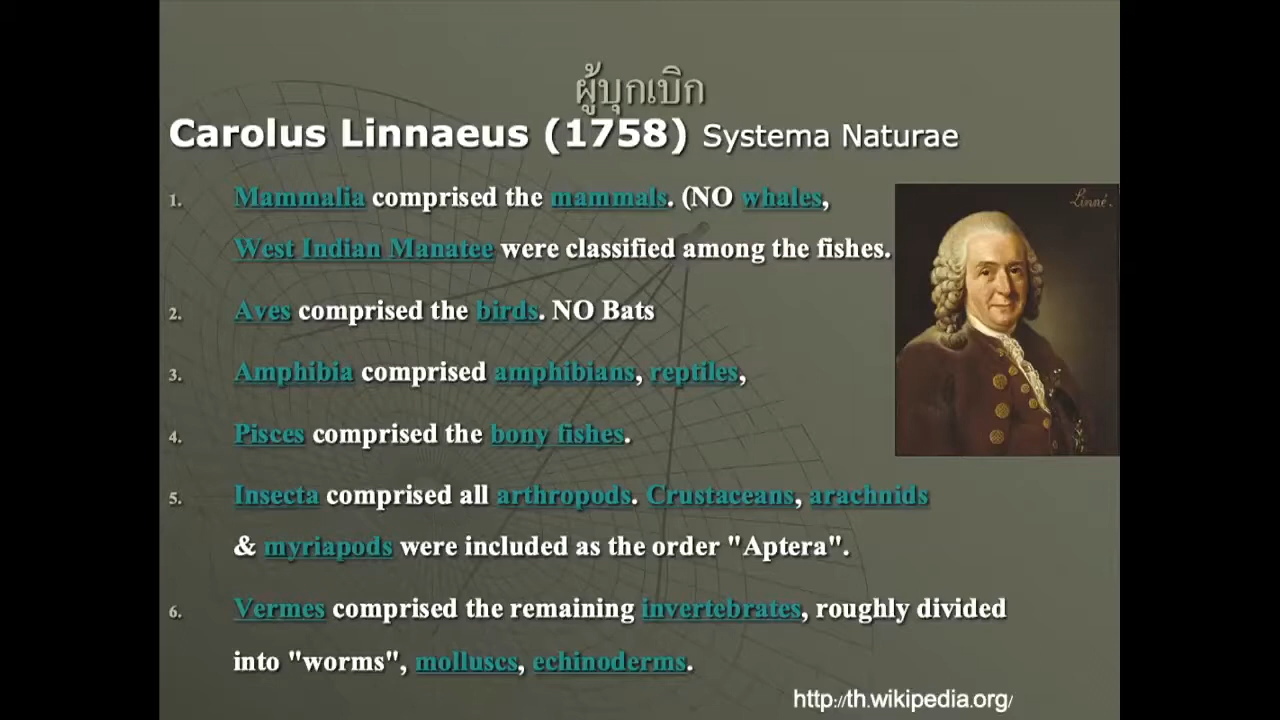 ผู้บุกเบิก
Carolus Linnaeus (1758) Systema Naturae
1. Mammalia comprised the mammals. (NO whales,
West Indian Manatee were classified among the fishes.
2. Aves comprised the birds. NO Bats
3. Amphibia comprised amphibians, reptiles,
4. Pisces comprised the bony fishes.
5. Insecta comprised all arthropods. Crustaceans, arachnids
& myriapods were included as the order "Aptera".
6. Vermes comprised the remaining invertebrates, roughly divided
into "worms", molluscs, echinoderms.
Linné.
http://th.wikipedia.org/